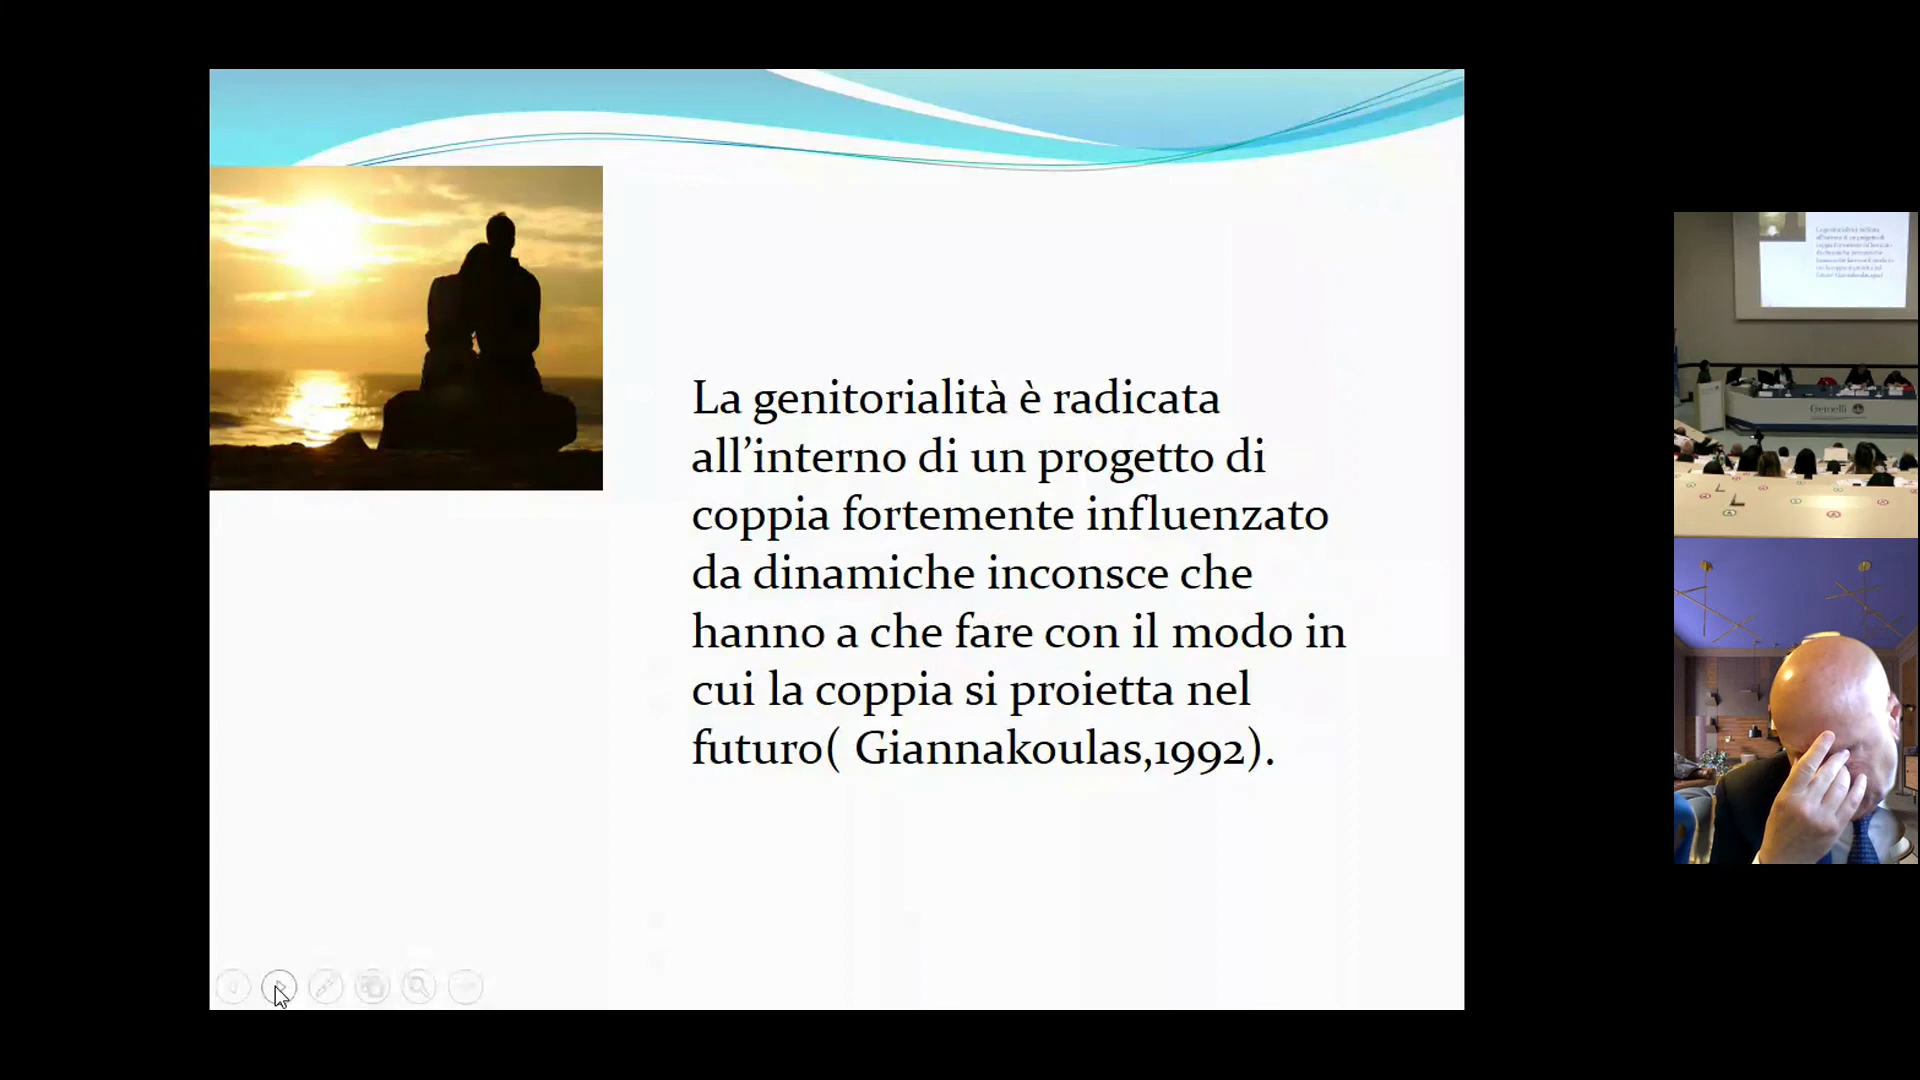 La genitorialità è radicata
all’interno di un progetto di
coppia fortemente influenzato
da dinamiche inconsce che
hanno a che fare con il modo in
cui la coppia si proietta nel
futuro( Giannakoulas,1992).
Gemelli